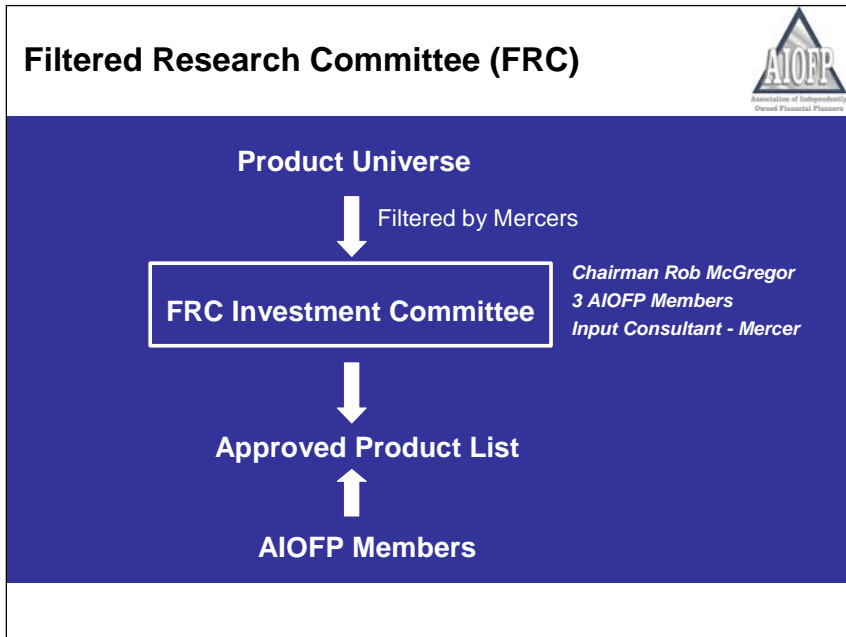 Filtered Research Committee (FRC)
AIOFP
Association of Independently
Owned Financial Planners
Product Universe
Filtered by Mercers
FRC Investment Committee
Chairman Rob McGregor
3 AIOFP Members
Input Consultant - Mercer
Approved Product List
AIOFP Members